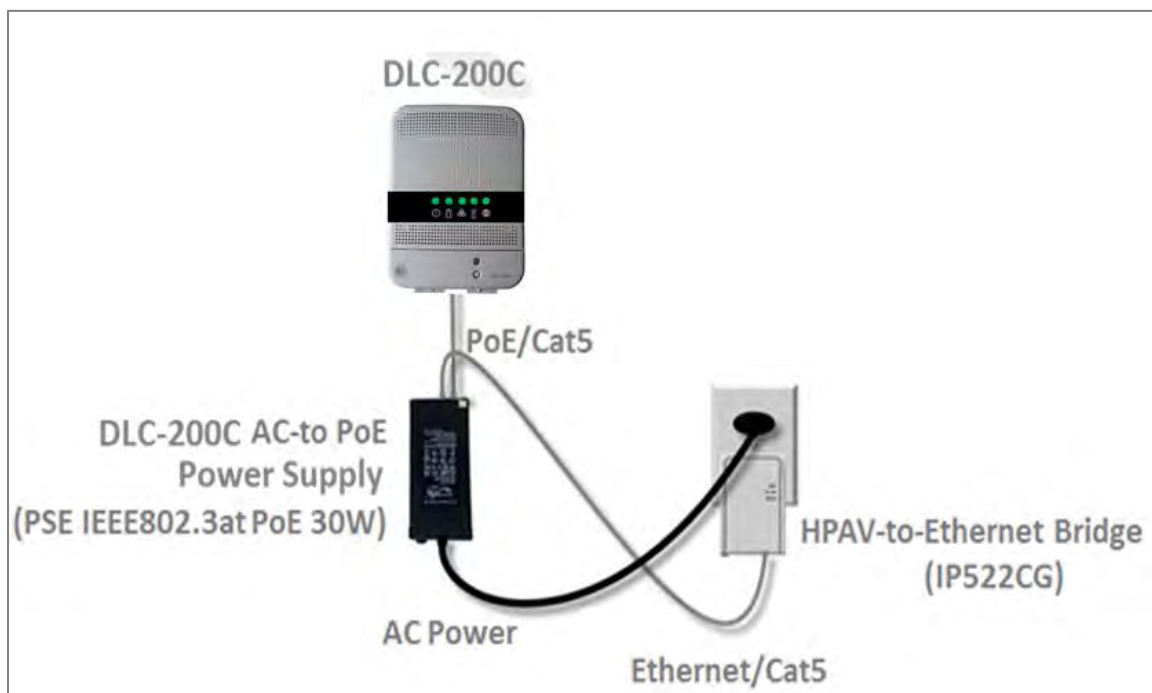 DLC-200C
PoE/Cat5
DLC-200C AC-to PoE
Power Supply
(PSE IEEE802.3at PoE 30W)
HPAV-to-Ethernet Bridge
(IP522CG)
AC Power
Ethernet/Cat5